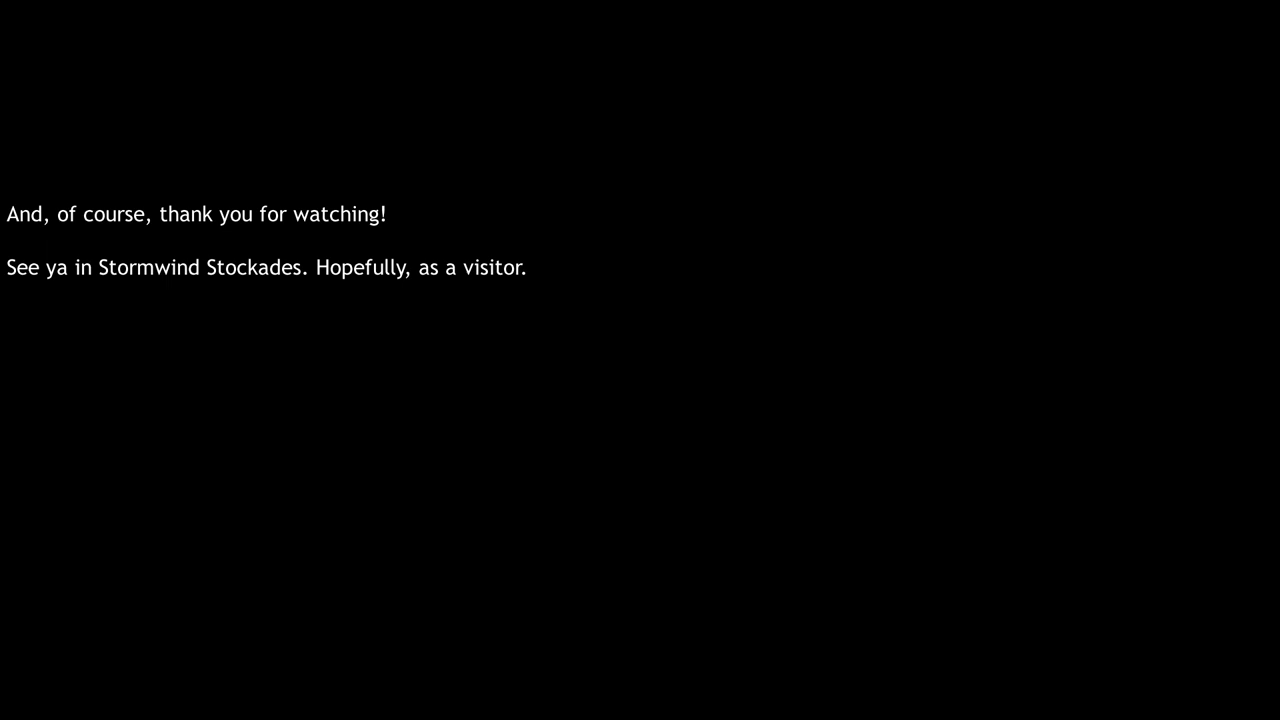 And, of course, thank you for watching!
See ya in Stormwind Stockades. Hopefully, as a visitor.